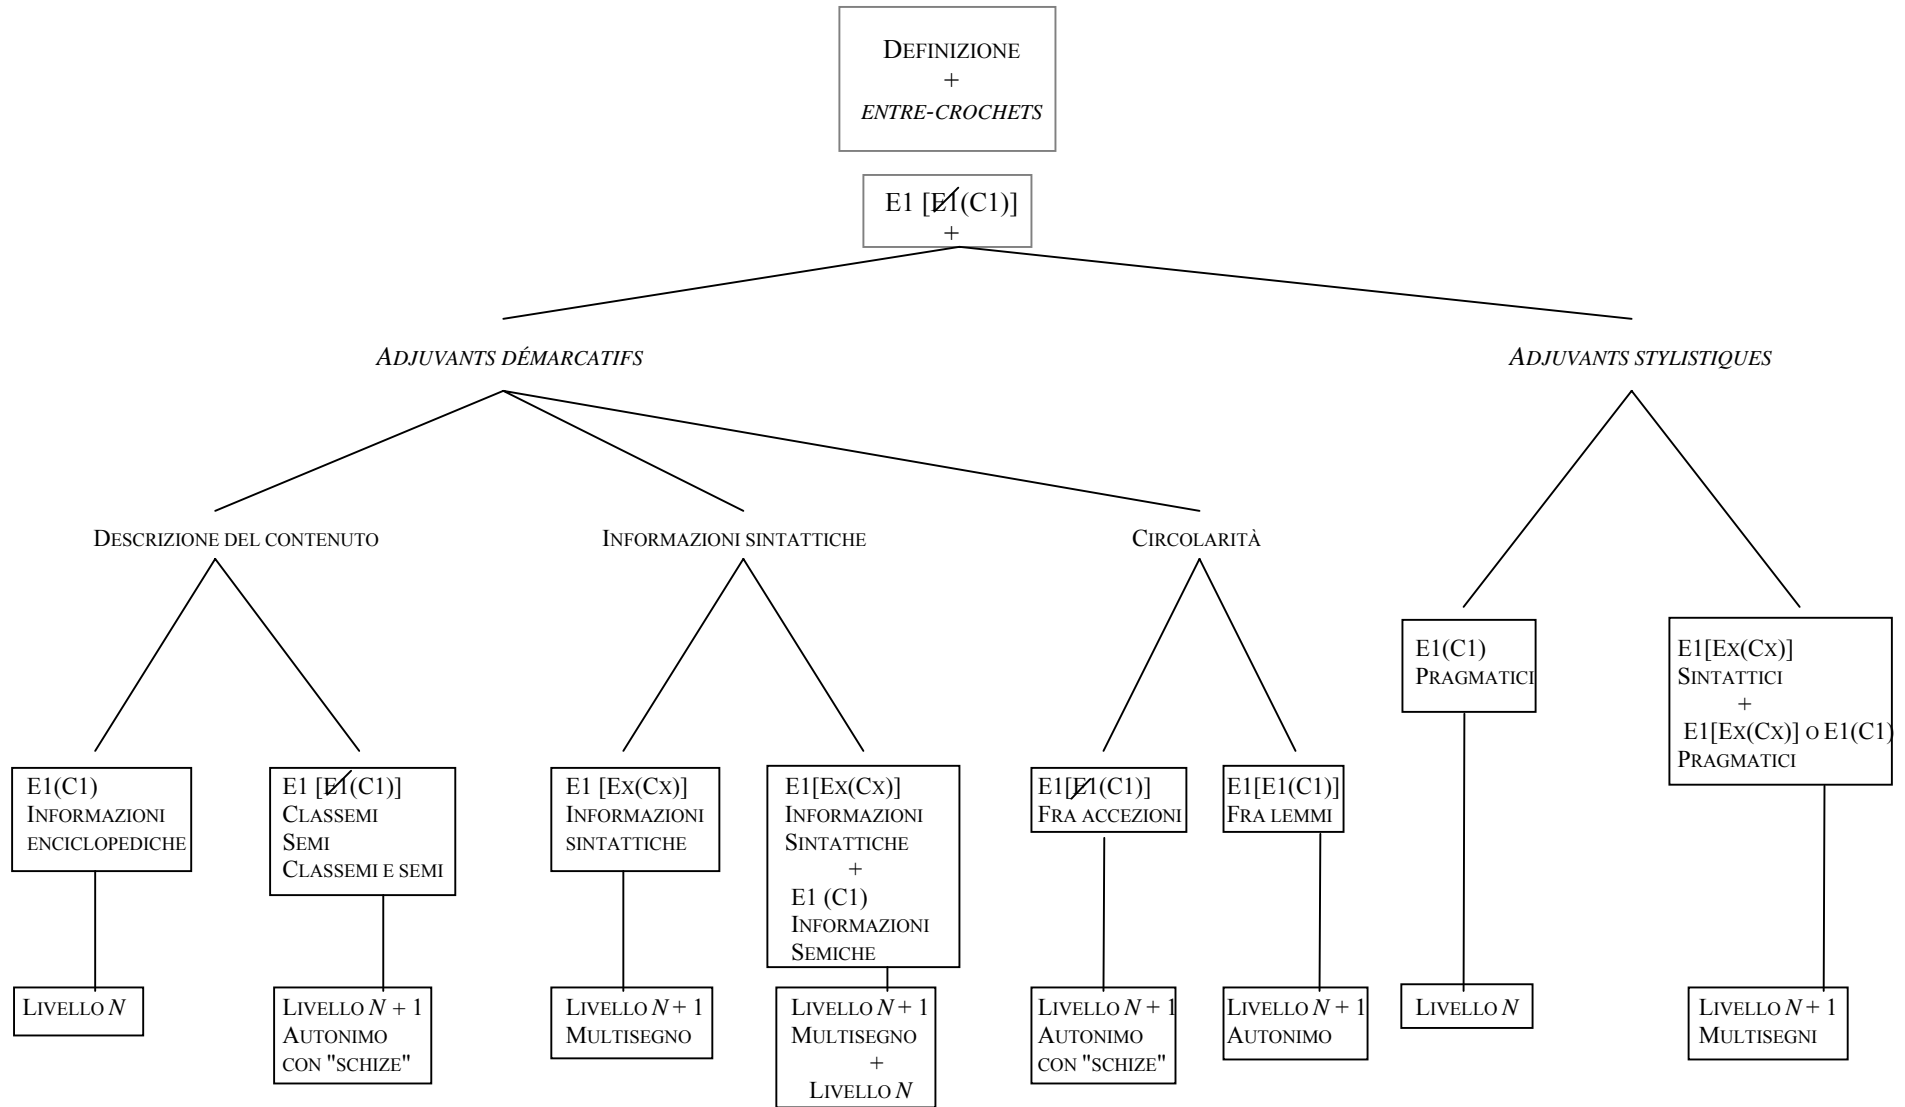 DEFINIZIONE
+
ENTRE-CROCHETS
E1 [E1(C1)]
+
ADJUVANTS DÉMARCATIFS
ADJUVANTS STYLISTIQUES
DESCRIZIONE DEL CONTENUTO
INFORMAZIONI SINTATTICHE
CIRCOLARITÀ
E1(C1)
PRAGMATICI
E1[EX(CX)]
SINTATTICI
+
E1[EX(CX)] O E1(C1)
PRAGMATICI
E1(C1)
INFORMAZIONI
ENCICLOPEDICHE
E1 [E1(C1)]
CLASSEMI
SEMI
CLASSEMI E SEMI
E1 [EX(CX)]
INFORMAZIONI
SINTATTICHE
E1[EX(CX)]
INFORMAZIONI
SINTATTICHE
+
E1 (C1)
INFORMAZIONI
SEMICHE
E1[E1(C1)]
FRA ACCEZIONI
E1[E1(C1)]
FRA LEMMI
LIVELLO N
LIVELLO N + 1
AUTONIMO
CON "SCHIZE"
LIVELLO N + 1
MULTISEGNO
LIVELLO N + 1
MULTISEGNO
+
LIVELLO N
LIVELLO N + 1
AUTONIMO
CON "SCHIZE"
LIVELLO N + 1
AUTONIMO
LIVELLO N
LIVELLO N + 1
MULTISEGNI